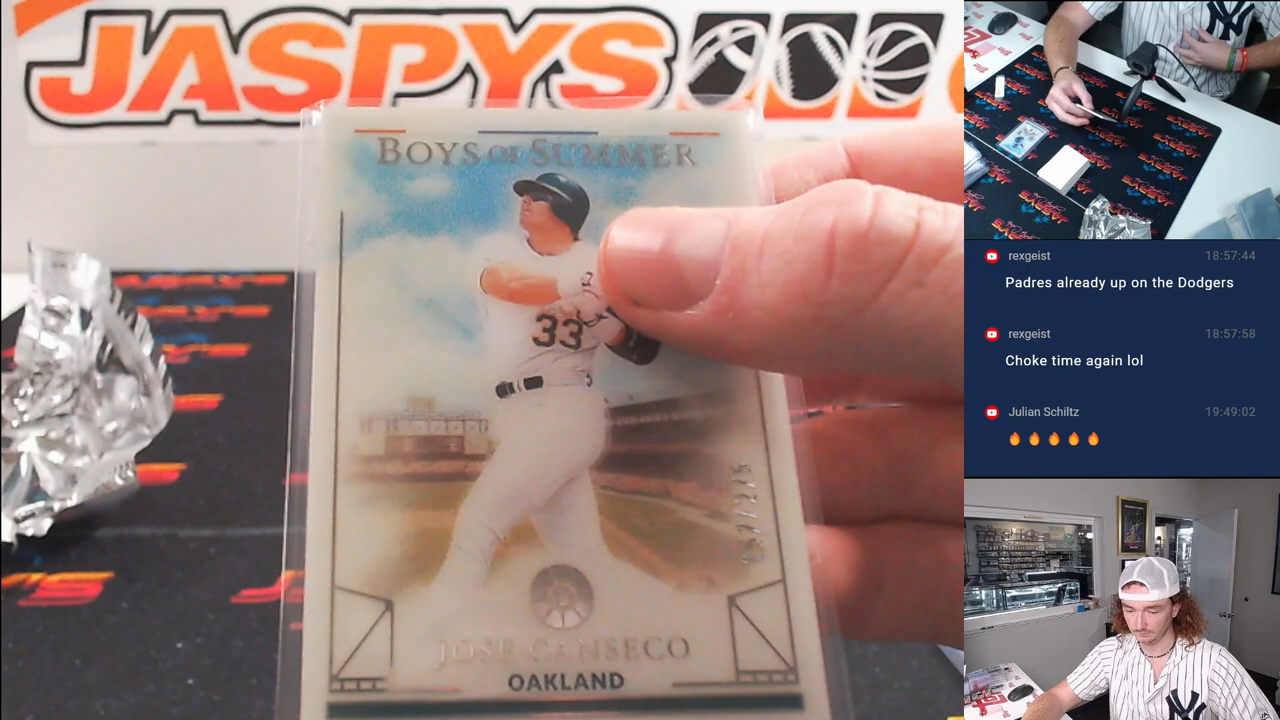 JASPYS
BOYS OF SUMMER
33
JOSE CANSECO
OAKLAND
rexgeist 18:57:44
Padres already up on the Dodgers
rexgeist 18:57:58
Choke time again lol
Julian Schiltz 19:49:02
🔥🔥🔥🔥🔥